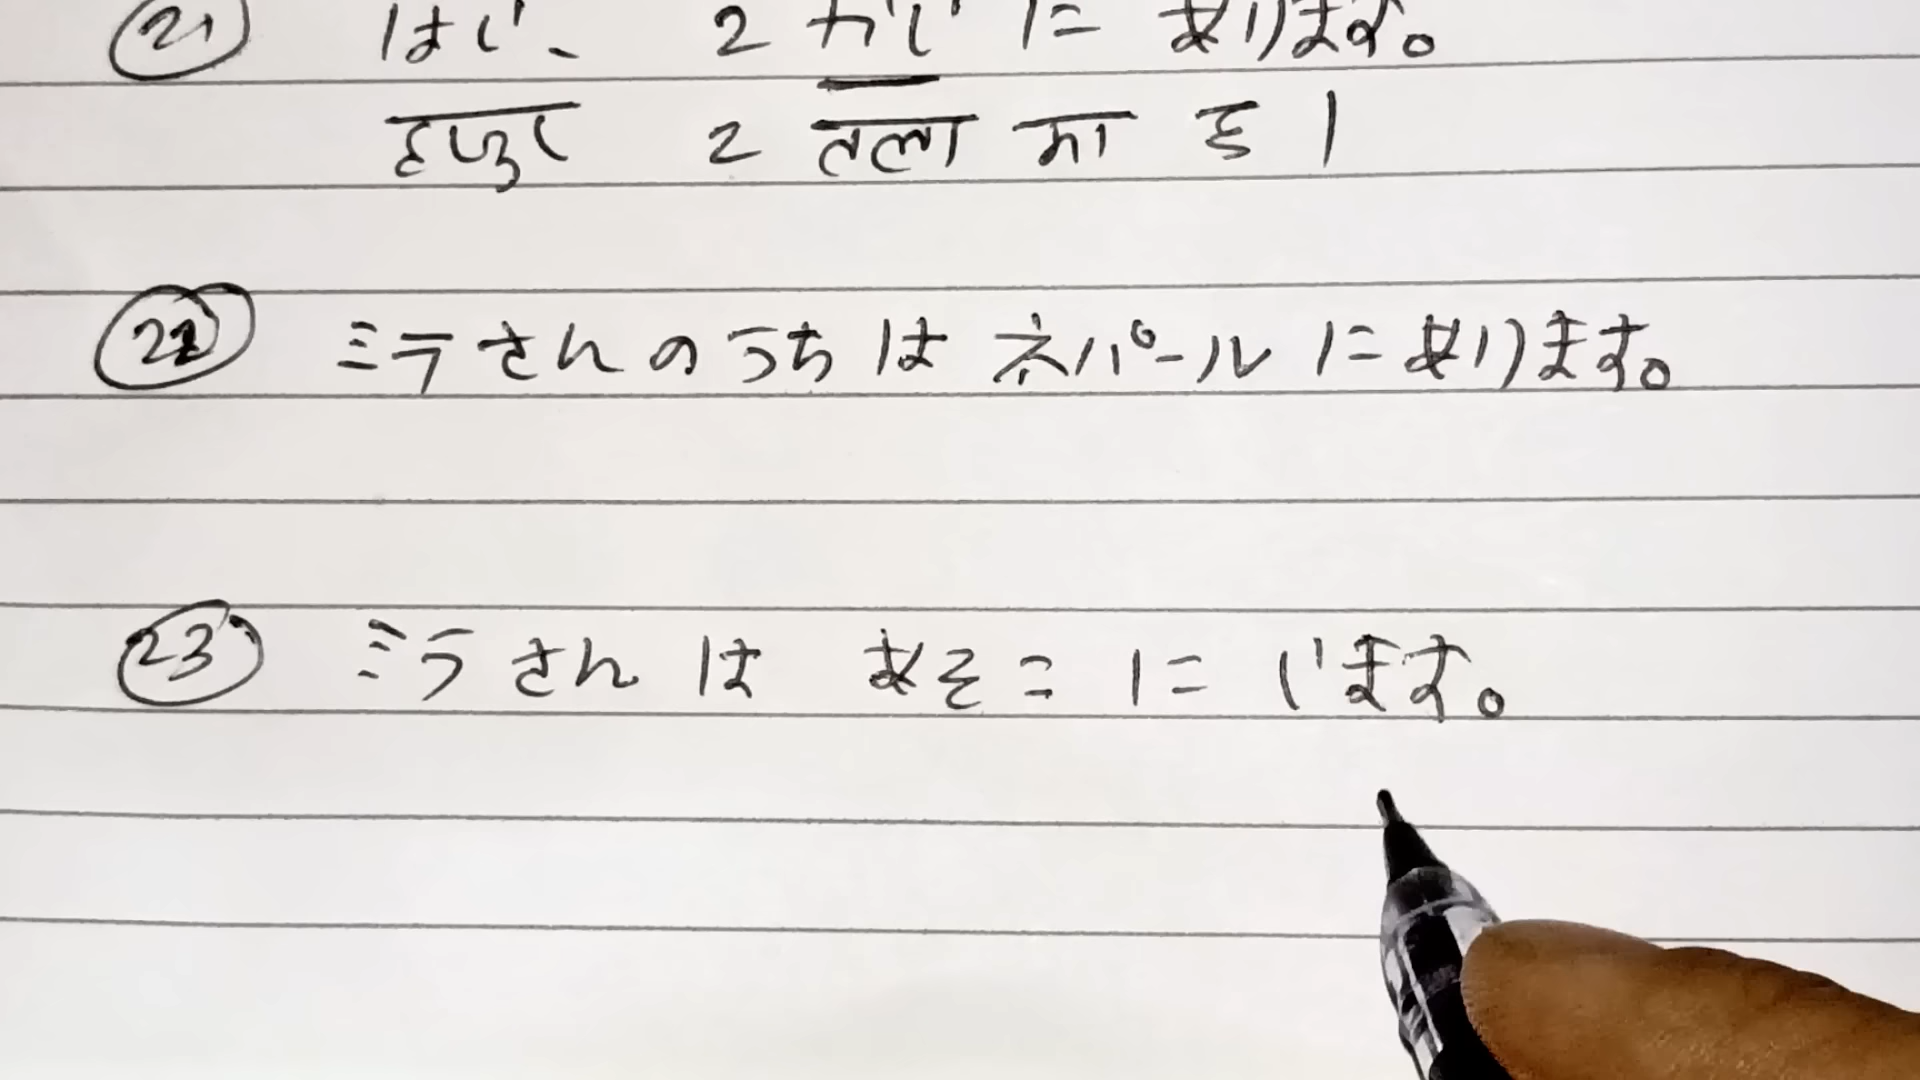 21 はい、 2 かいに あります。
हजुर 2 तला मा छ ।
22 ミラさんのうちは ネパールにあります。
23 ミラさんは あそこに います。